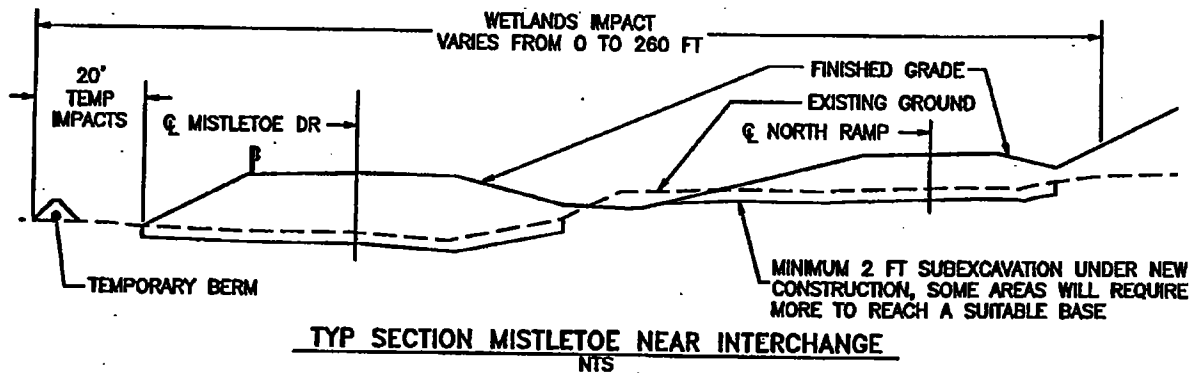 WETLANDS IMPACT
VARIES FROM 0 TO 260 FT
20'
TEMP
IMPACTS
℄ MISTLETOE DR
FINISHED GRADE
EXISTING GROUND
℄ NORTH RAMP
TEMPORARY BERM
MINIMUM 2 FT SUBEXCAVATION UNDER NEW
CONSTRUCTION, SOME AREAS WILL REQUIRE
MORE TO REACH A SUITABLE BASE
TYP SECTION MISTLETOE NEAR INTERCHANGE
NTS